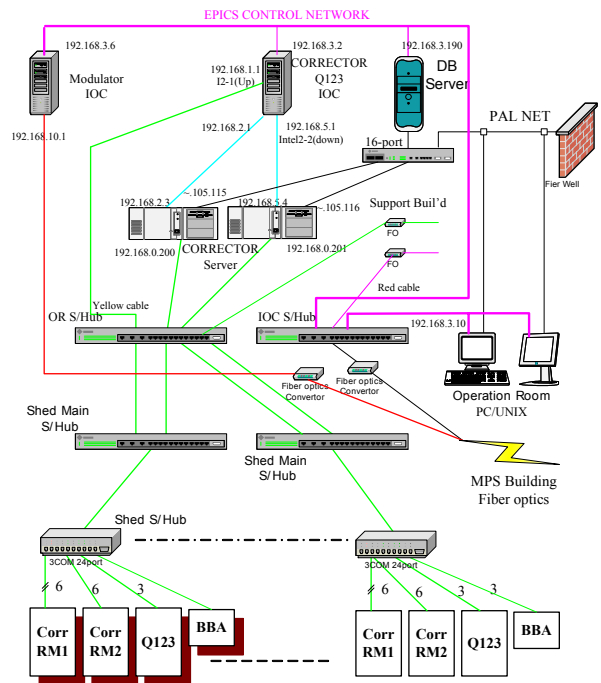 EPICS CONTROL NETWORK
192.168.3.6
192.168.3.2
192.168.3.190
Modulator
IOC
192.168.1.1
I2-1(Up)
CORRECTOR
Q123
IOC
DB
Server
PAL NET
192.168.10.1
192.168.2.1
192.168.5.1
Intel2-2(down)
16-port
Fier Well
192.168.2.3
~.105.115
192.168.5.4
~.105.116
Support Buil'd
FO
192.168.0.200
CORRECTOR
Server
192.168.0.201
FO
Yellow cable
Red cable
OR S/Hub
IOC S/Hub
192.168.3.10
Fiber optics
Convertor
Fiber optics
Convertor
Operation Room
PC/UNIX
Shed Main
S/Hub
Shed Main
S/Hub
MPS Building
Fiber optics
Shed S/Hub
3COM 24port
3COM 24port
6
6
3
3
6
6
3
3
Corr
RM1
Corr
RM2
Q123
BBA
Corr
RM1
Corr
RM2
Q123
BBA